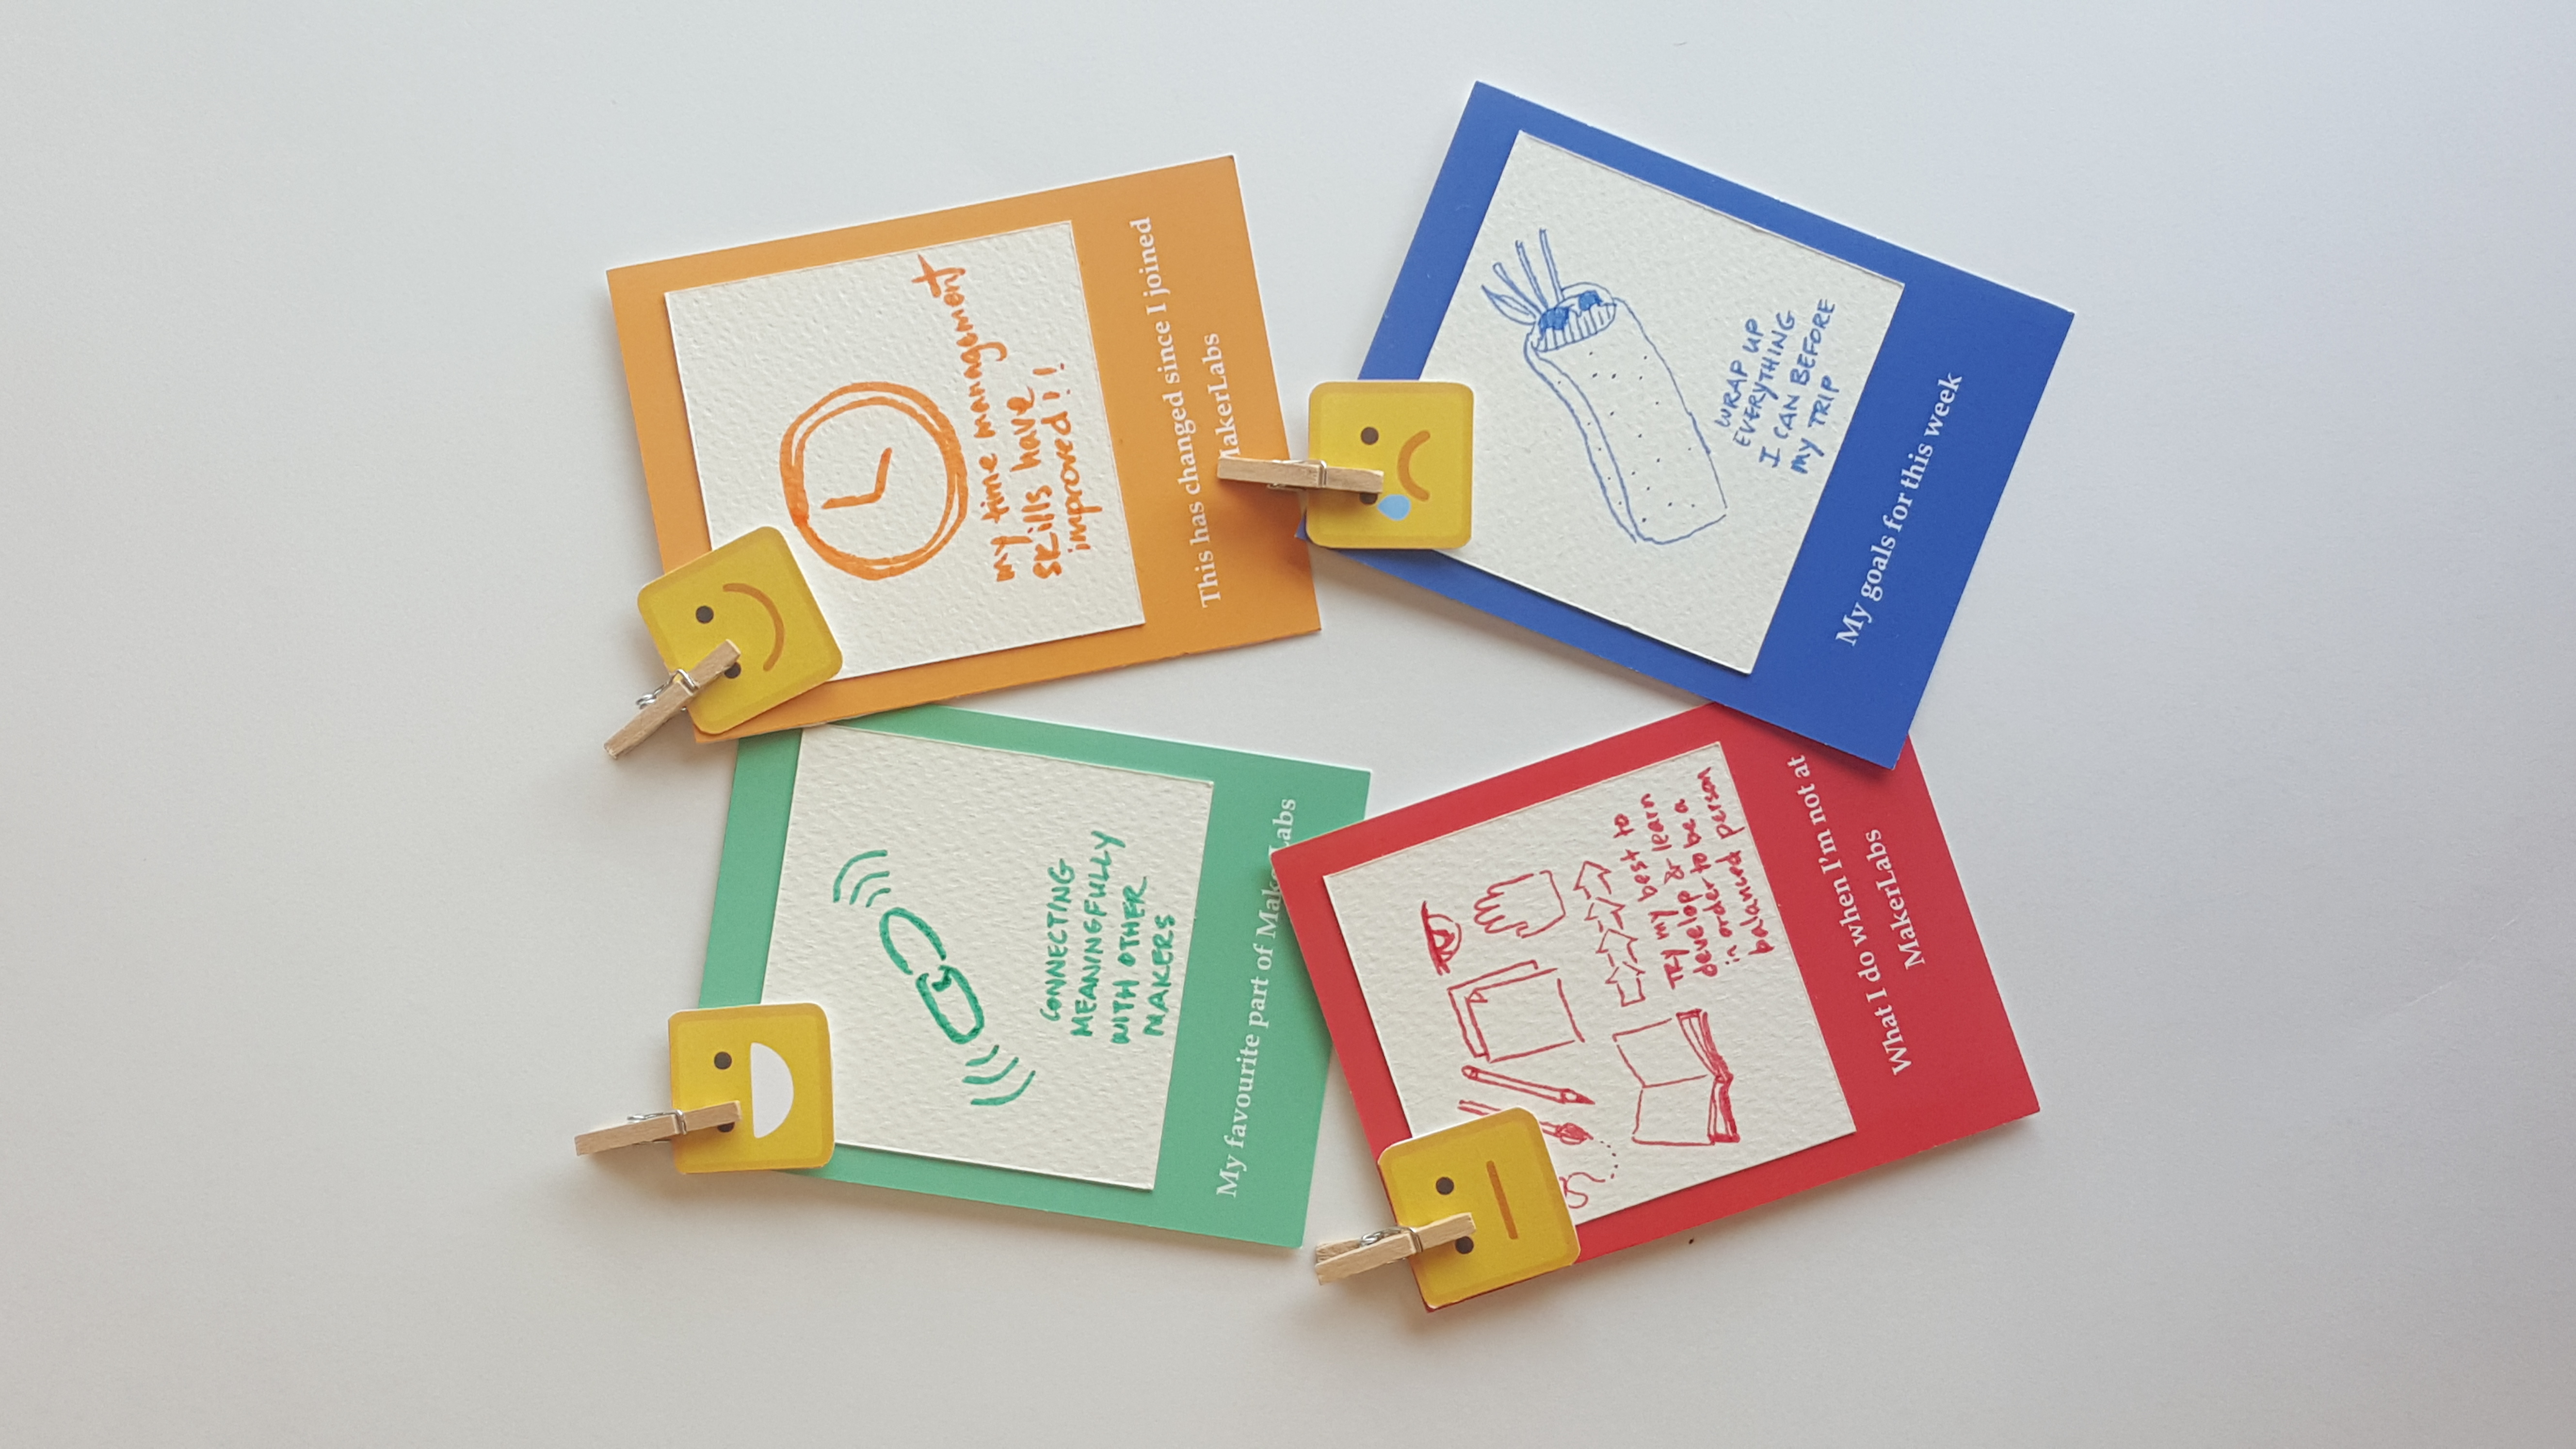 CONNECTING
MEANINGFULLY
WITH OTHER
MAKERS
My favourite part of MakerLabs
my time management
skills have
improved!!
This has changed since I joined
MakerLabs
Try my best to
develop & learn
in order to be a
balanced person
What I do when I'm not at
MakerLabs
WRAP UP
EVERYTHING
I CAN BEFORE
MY TRIP
My goals for this week